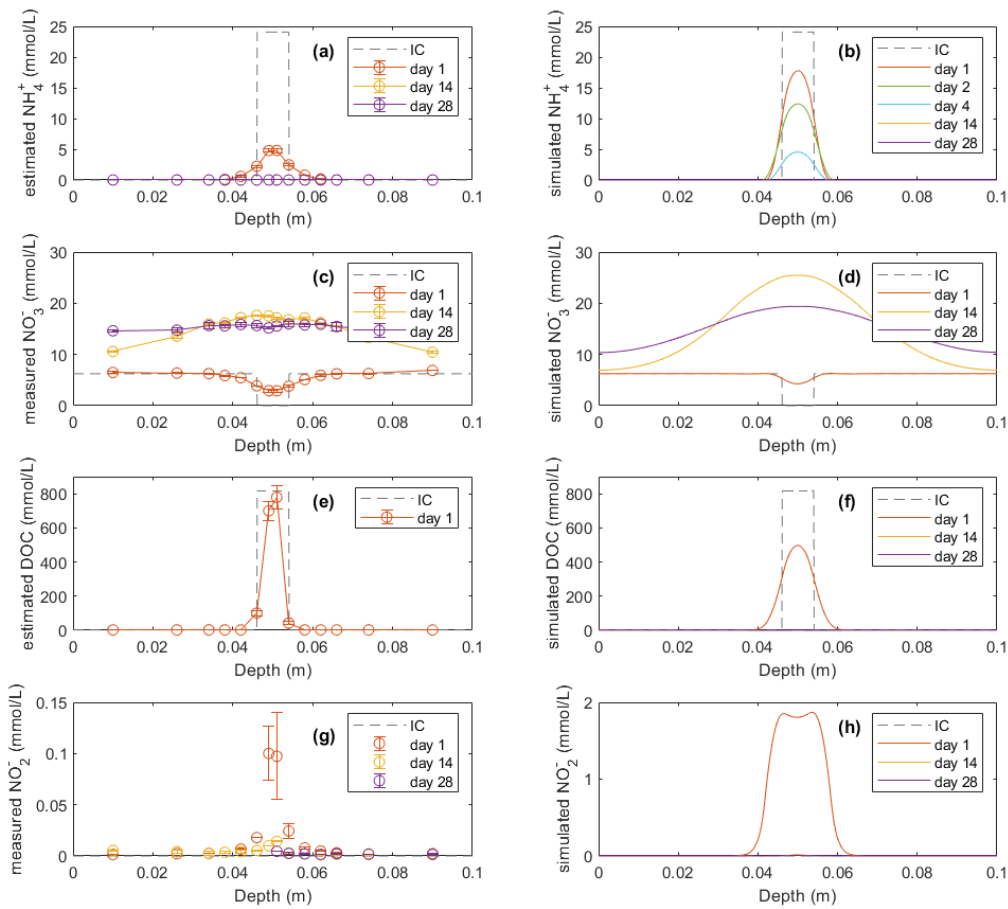 25
20
15
10
5
0
estimated NH₄⁺ (mmol/L)
(a)
IC
day 1
day 14
day 28
0 0.02 0.04 0.06 0.08 0.1
Depth (m)
25
20
15
10
5
0
simulated NH₄⁺ (mmol/L)
(b)
IC
day 1
day 2
day 4
day 14
day 28
0 0.02 0.04 0.06 0.08 0.1
Depth (m)
30
20
10
0
measured NO₃⁻ (mmol/L)
(c)
IC
day 1
day 14
day 28
0 0.02 0.04 0.06 0.08 0.1
Depth (m)
30
20
10
0
simulated NO₃⁻ (mmol/L)
(d)
IC
day 1
day 14
day 28
0 0.02 0.04 0.06 0.08 0.1
Depth (m)
800
600
400
200
0
estimated DOC (mmol/L)
(e)
IC
day 1
0 0.02 0.04 0.06 0.08 0.1
Depth (m)
800
600
400
200
0
simulated DOC (mmol/L)
(f)
IC
day 1
day 14
day 28
0 0.02 0.04 0.06 0.08 0.1
Depth (m)
0.15
0.1
0.05
0
measured NO₂⁻ (mmol/L)
(g)
IC
day 1
day 14
day 28
0 0.02 0.04 0.06 0.08 0.1
Depth (m)
2
1
0
simulated NO₂⁻ (mmol/L)
(h)
IC
day 1
day 14
day 28
0 0.02 0.04 0.06 0.08 0.1
Depth (m)